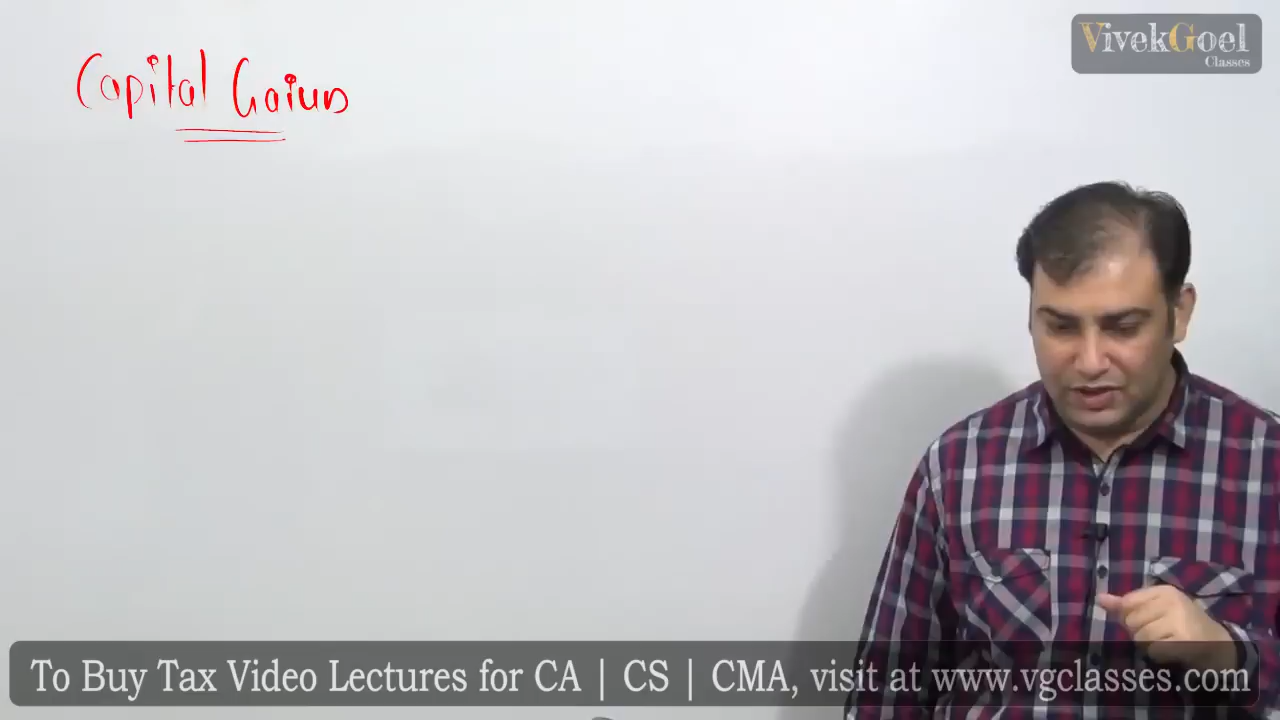 Capital Gains
VivekGoel
Classes
To Buy Tax Video Lectures for CA | CS | CMA, visit at www.vgclasses.com